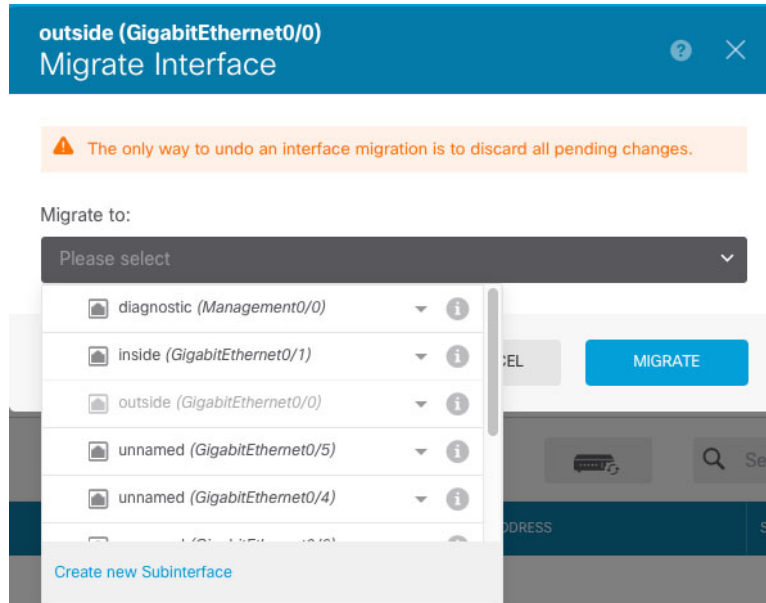 outside (GigabitEthernet0/0)
Migrate Interface
The only way to undo an interface migration is to discard all pending changes.
Migrate to:
Please select
diagnostic (Management0/0)
inside (GigabitEthernet0/1)
MIGRATE
outside (GigabitEthernet0/0)
unnamed (GigabitEthernet0/5)
unnamed (GigabitEthernet0/4)
Create new Subinterface